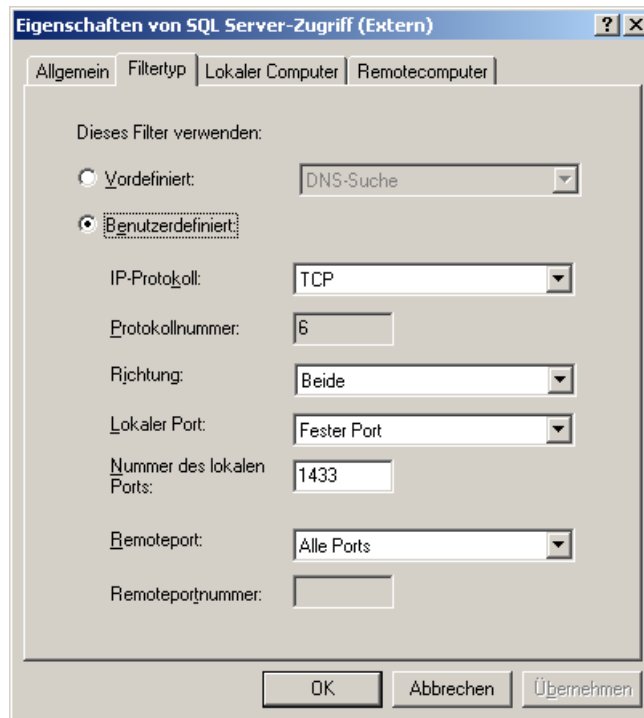 Eigenschaften von SQL Server-Zugriff (Extern)
Allgemein Filtertyp Lokaler Computer Remotecomputer
Dieses Filter verwenden:
Vordefiniert: DNS-Suche
Benutzerdefiniert:
IP-Protokoll: TCP
Protokollnummer: 6
Richtung: Beide
Lokaler Port: Fester Port
Nummer des lokalen
Ports: 1433
Remoteport: Alle Ports
Remoteportnummer:
OK Abbrechen Übernehmen